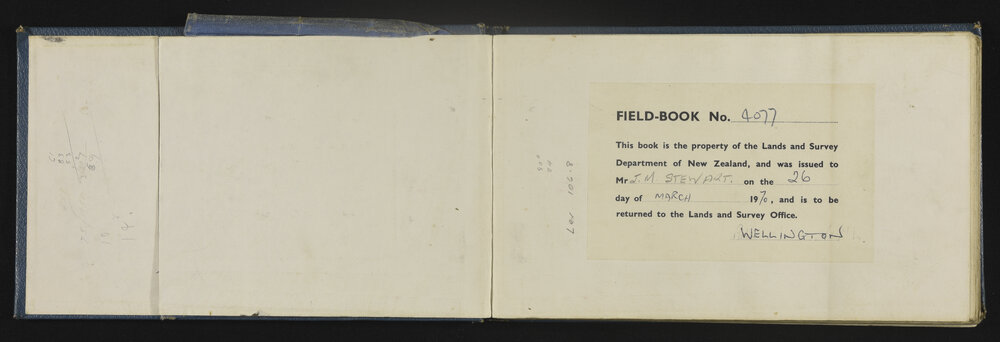 FIELD-BOOK No. 4077
This book is the property of the Lands and Survey
Department of New Zealand, and was issued to
Mr J. M STEWART. on the 26
day of MARCH 1970, and is to be
returned to the Lands and Survey Office.
WELLINGTON